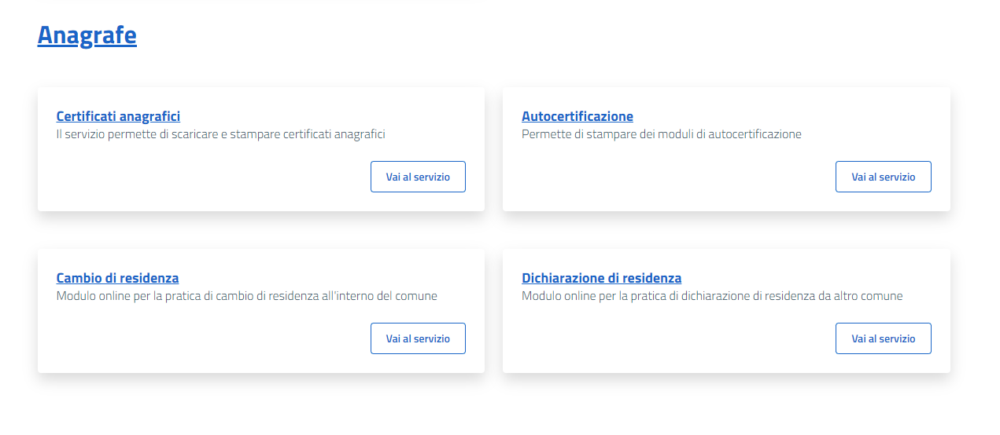 Anagrafe
Certificati anagrafici
Il servizio permette di scaricare e stampare certificati anagrafici
Vai al servizio
Autocertificazione
Permette di stampare dei moduli di autocertificazione
Vai al servizio
Cambio di residenza
Modulo online per la pratica di cambio di residenza all'interno del comune
Vai al servizio
Dichiarazione di residenza
Modulo online per la pratica di dichiarazione di residenza da altro comune
Vai al servizio